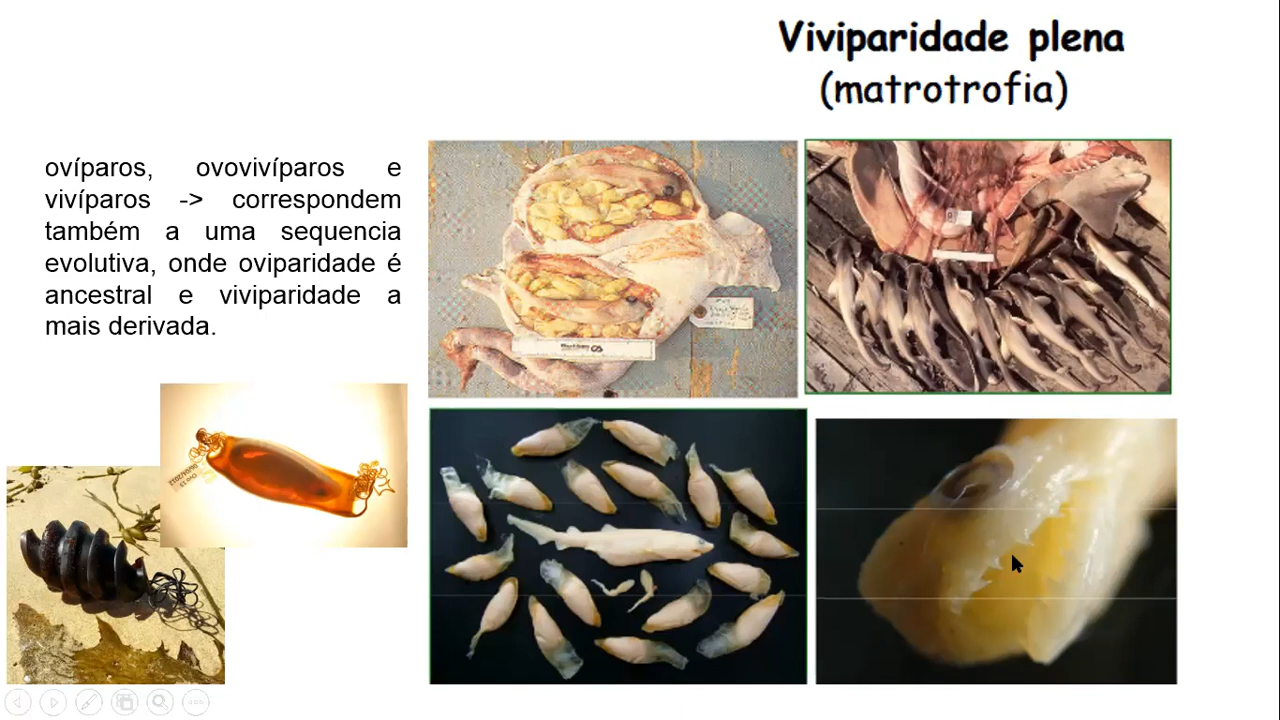 Viviparidade plena
(matrotrofia)
ovíparos, ovovivíparos e
vivíparos -> correspondem
também a uma sequencia
evolutiva, onde oviparidade é
ancestral e viviparidade a
mais derivada.